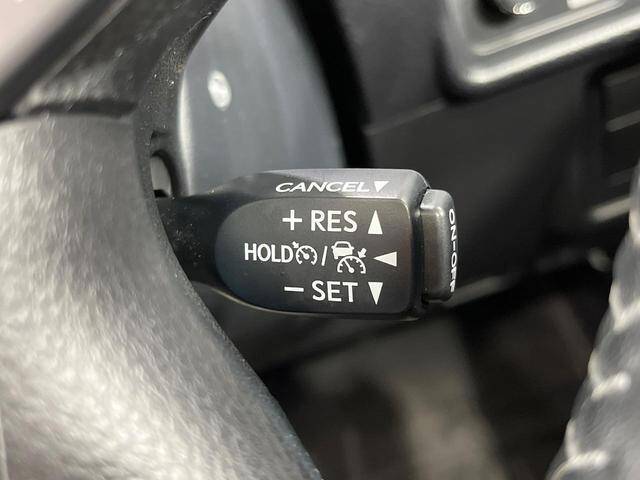 CANCEL▼
+ RES ▲
HOLD / ◀
− SET ▼
ON-OFF